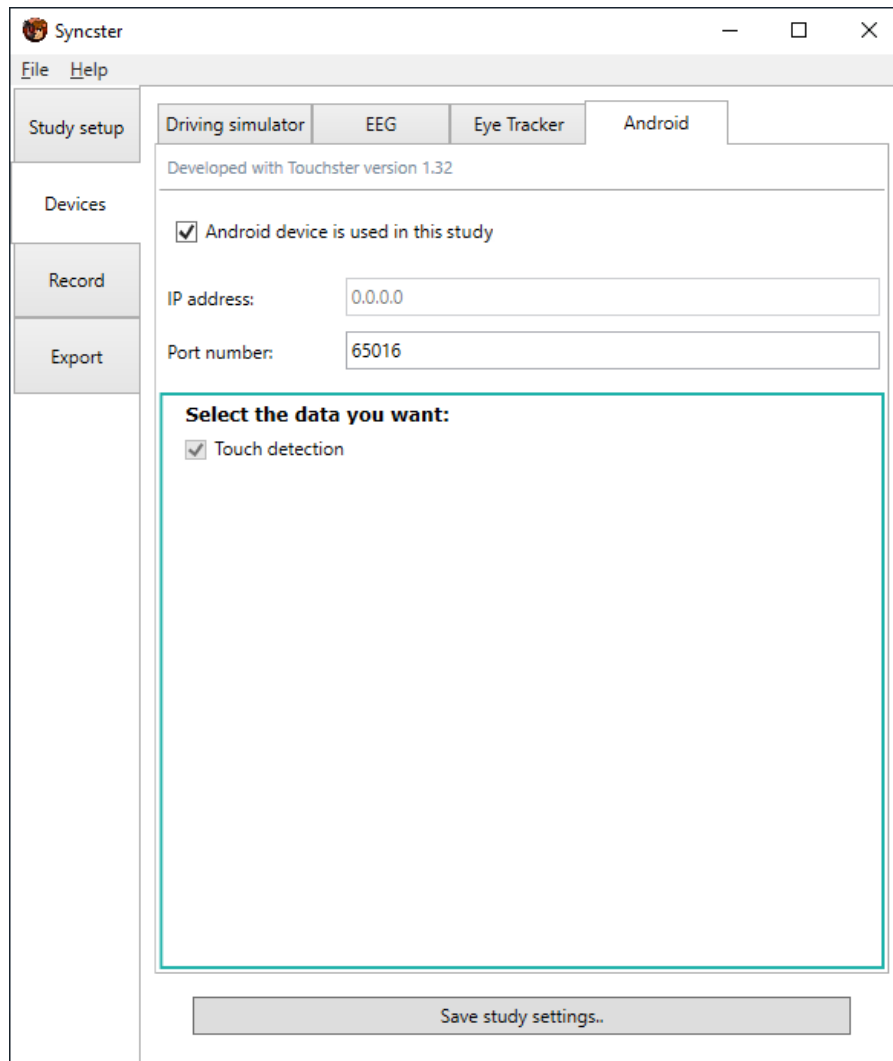 Syncster
File Help
Study setup
Devices
Record
Export
Driving simulator EEG Eye Tracker Android
Developed with Touchster version 1.32
Android device is used in this study
IP address: 0.0.0.0
Port number: 65016
Select the data you want:
Touch detection
Save study settings..